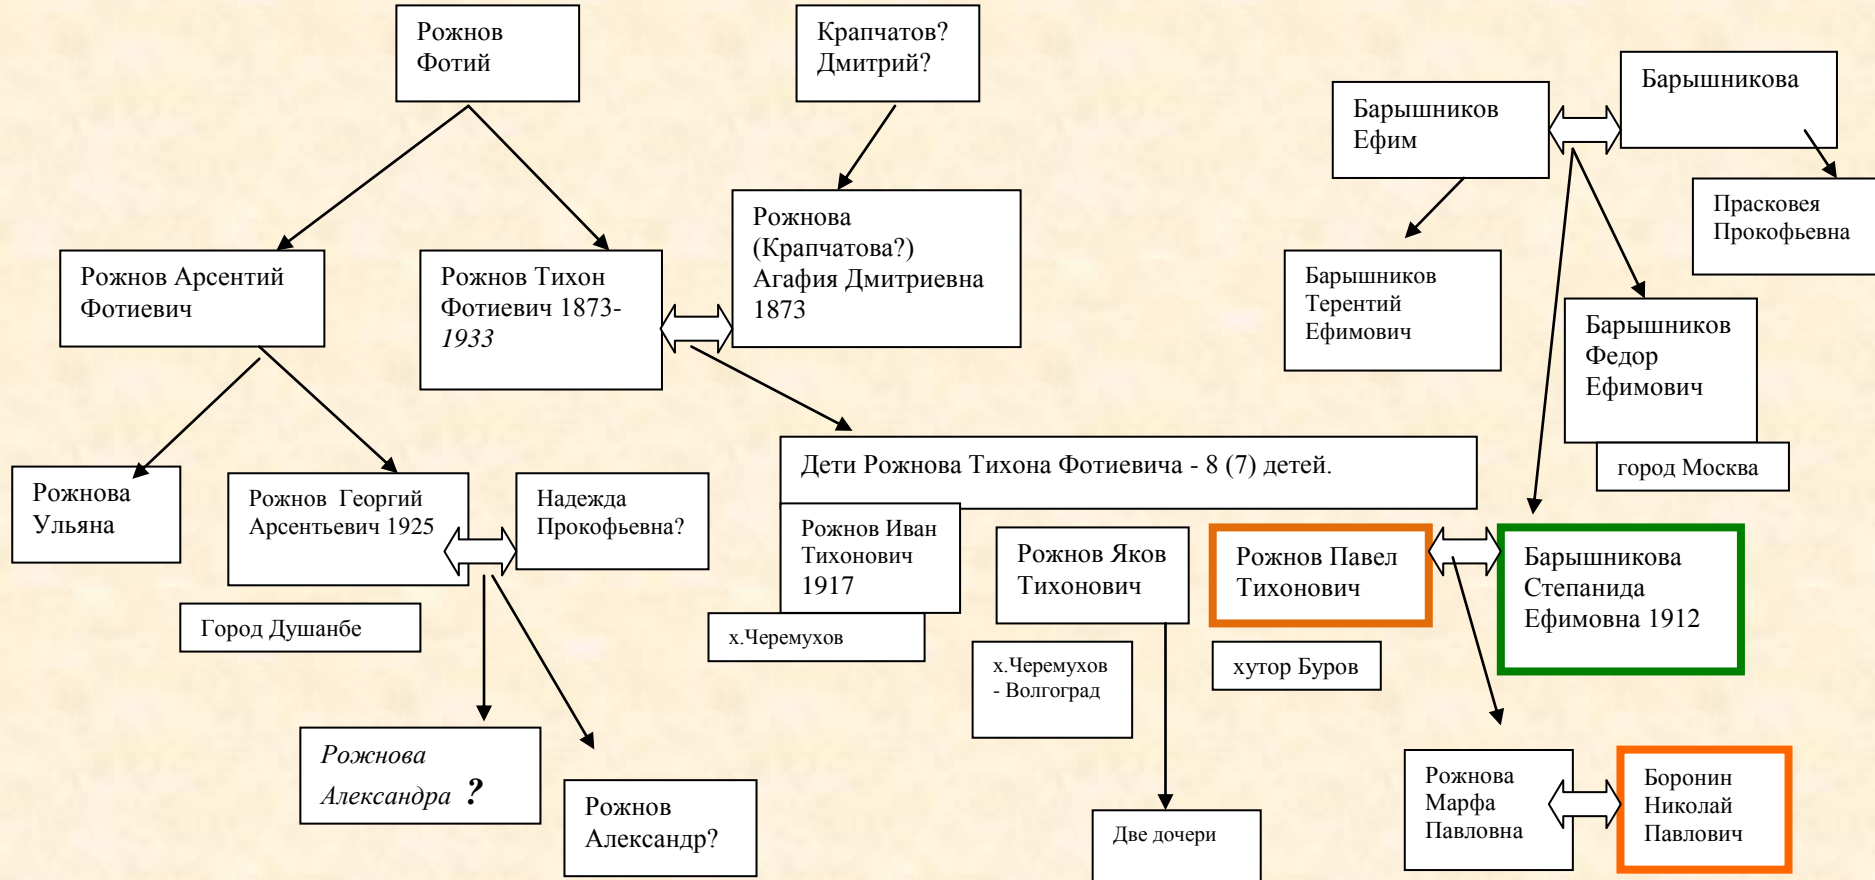 Рожнов
Фотий
Крапчатов?
Дмитрий?
Барышников
Ефим
Барышникова
Прасковея
Прокофьевна
Рожнов Арсентий
Фотиевич
Рожнов Тихон
Фотиевич 1873-
1933
Рожнова
(Крапчатова?)
Агафия Дмитриевна
1873
Барышников
Терентий
Ефимович
Барышников
Федор
Ефимович
город Москва
Рожнова
Ульяна
Рожнов Георгий
Арсентьевич 1925
Надежда
Прокофьевна?
Город Душанбе
Дети Рожнова Тихона Фотиевича - 8 (7) детей.
Рожнов Иван
Тихонович
1917
х.Черемухов
Рожнов Яков
Тихонович
х.Черемухов
- Волгоград
Рожнов Павел
Тихонович
хутор Буров
Барышникова
Степанида
Ефимовна 1912
Рожнова
Александра ?
Рожнов
Александр?
Две дочери
Рожнова
Марфа
Павловна
Боронин
Николай
Павлович